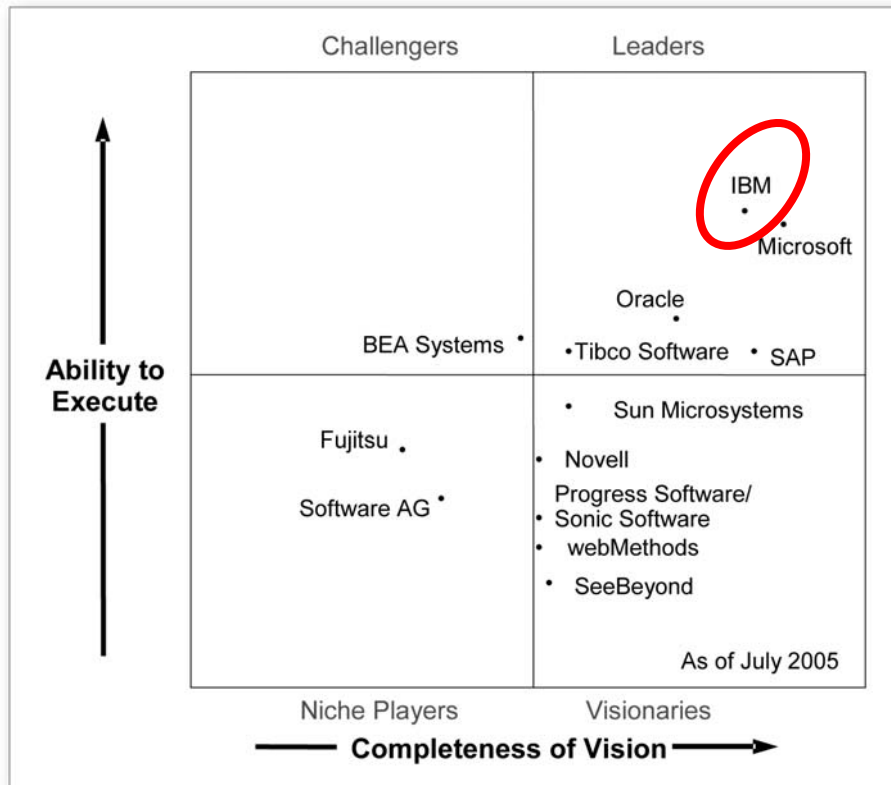 Challengers
Leaders
IBM
Microsoft
Oracle
BEA Systems
Tibco Software
SAP
Ability to
Execute
Sun Microsystems
Fujitsu
Novell
Progress Software/
Software AG
Sonic Software
webMethods
SeeBeyond
As of July 2005
Niche Players
Visionaries
Completeness of Vision